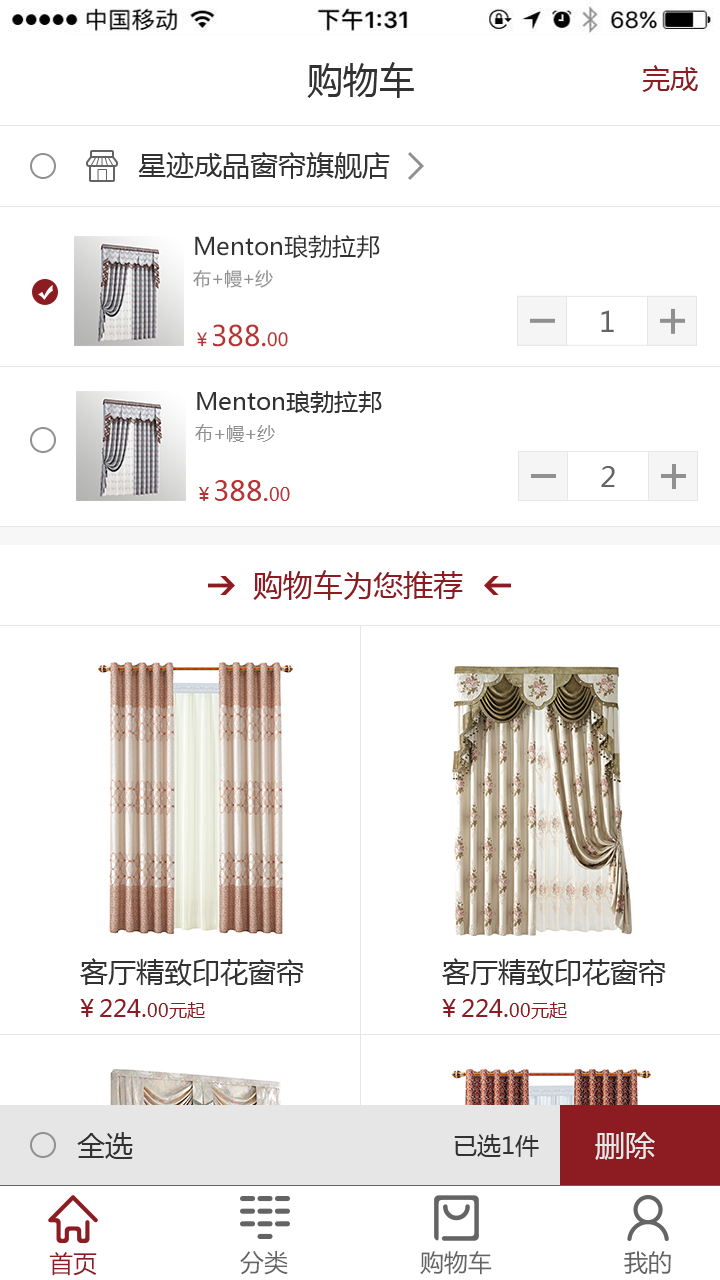 中国移动 下午1:31 68%
购物车 完成
星迹成品窗帘旗舰店
Menton琅勃拉邦
布+幔+纱
¥388.00
1
Menton琅勃拉邦
布+幔+纱
¥388.00
2
购物车为您推荐
客厅精致印花窗帘
¥224.00元起
客厅精致印花窗帘
¥224.00元起
全选 已选1件 删除
首页 分类 购物车 我的